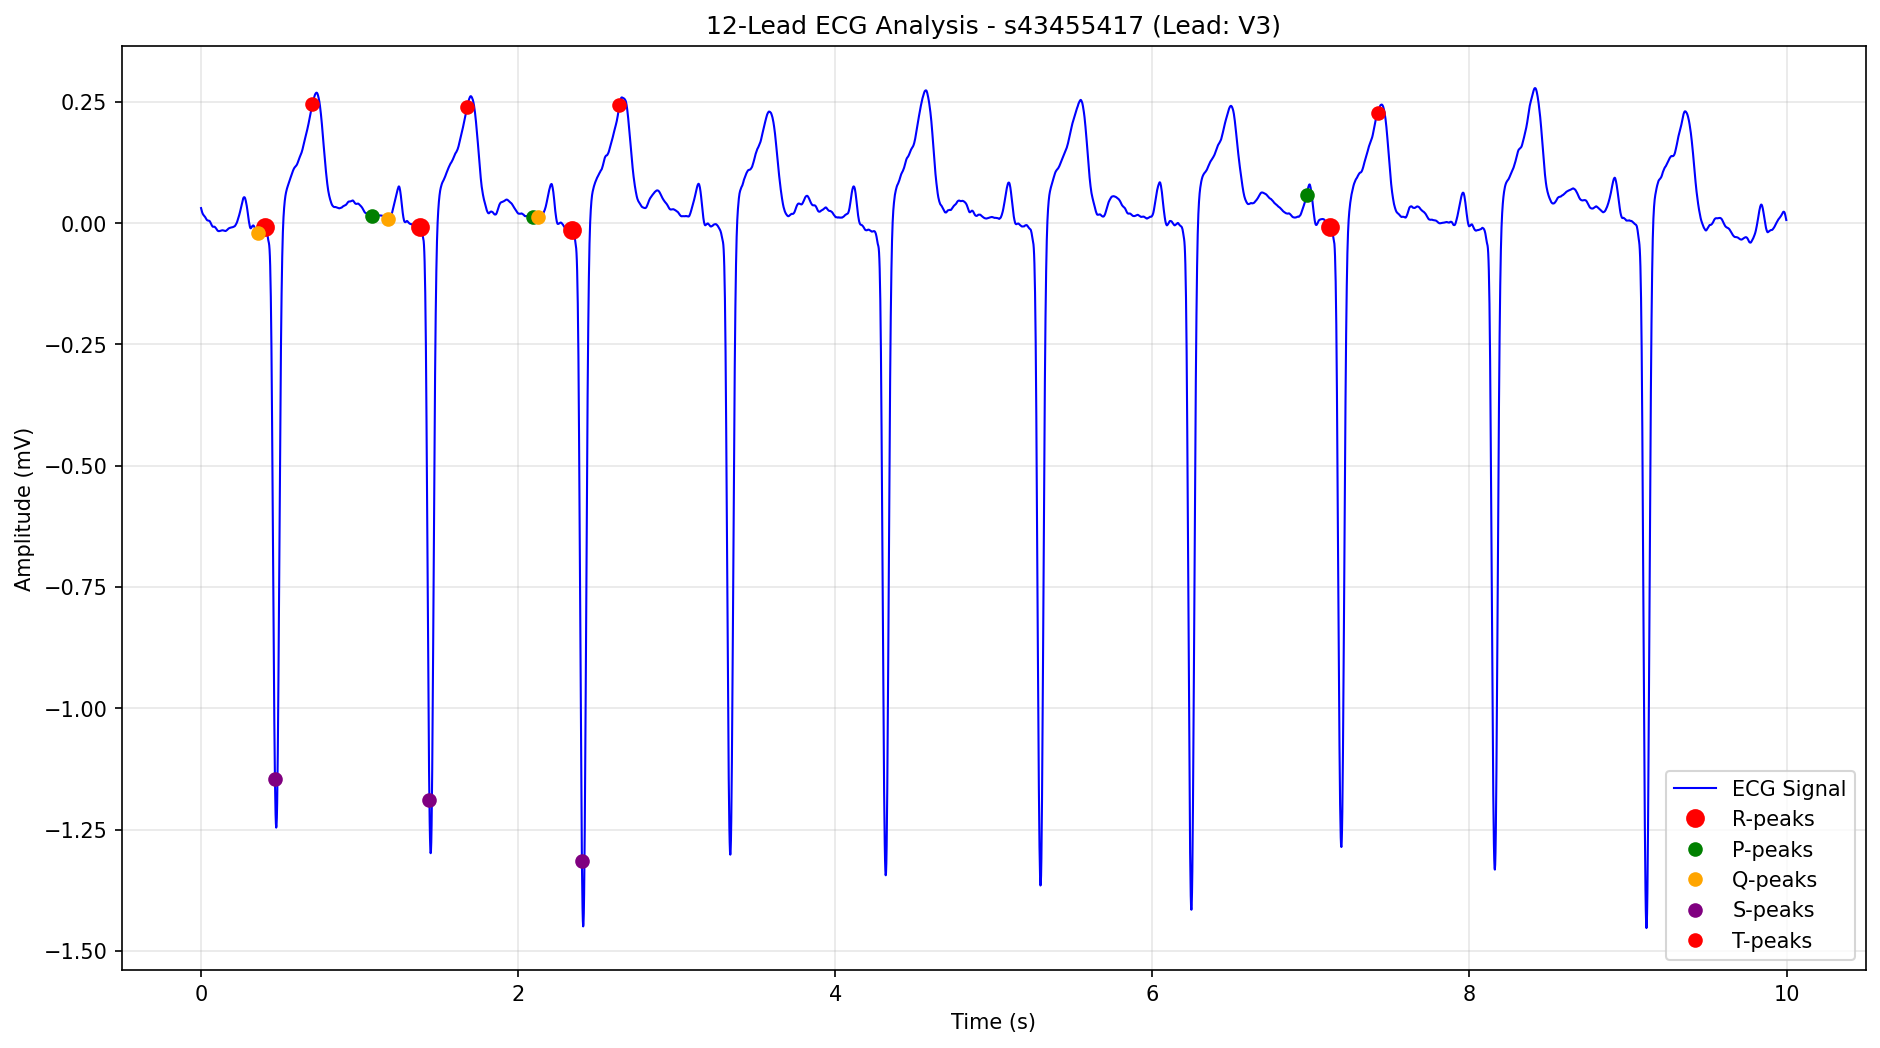 12-Lead ECG Analysis - s43455417 (Lead: V3)
Amplitude (mV)
0.25
0.00
−0.25
−0.50
−0.75
−1.00
−1.25
−1.50
ECG Signal
R-peaks
P-peaks
Q-peaks
S-peaks
T-peaks
0 2 4 6 8 10
Time (s)